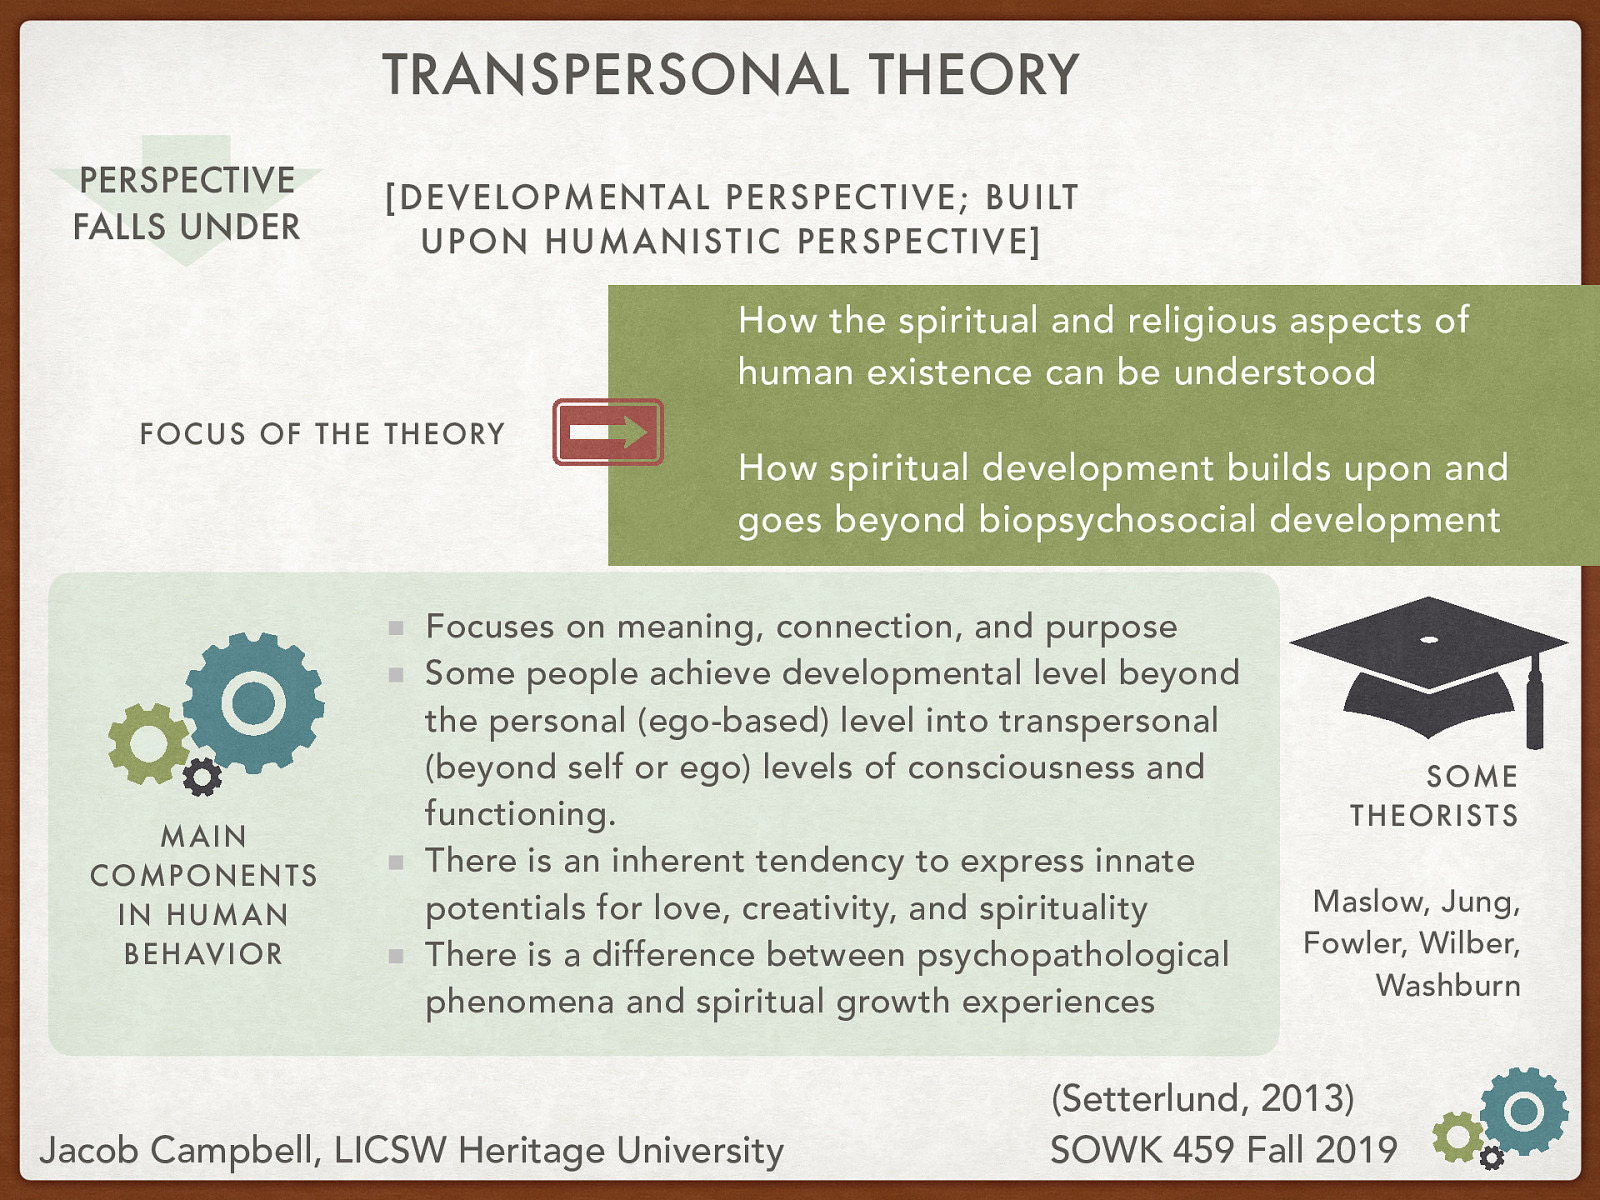 TRANSPERSONAL THEORY
PERSPECTIVE
FALLS UNDER
[DEVELOPMENTAL PERSPECTIVE; BUILT
UPON HUMANISTIC PERSPECTIVE]
FOCUS OF THE THEORY
How the spiritual and religious aspects of
human existence can be understood
How spiritual development builds upon and
goes beyond biopsychosocial development
MAIN
COMPONENTS
IN HUMAN
BEHAVIOR
Focuses on meaning, connection, and purpose
Some people achieve developmental level beyond
the personal (ego-based) level into transpersonal
(beyond self or ego) levels of consciousness and
functioning.
There is an inherent tendency to express innate
potentials for love, creativity, and spirituality
There is a difference between psychopathological
phenomena and spiritual growth experiences
SOME
THEORISTS
Maslow, Jung,
Fowler, Wilber,
Washburn
(Setterlund, 2013)
Jacob Campbell, LICSW Heritage University
SOWK 459 Fall 2019